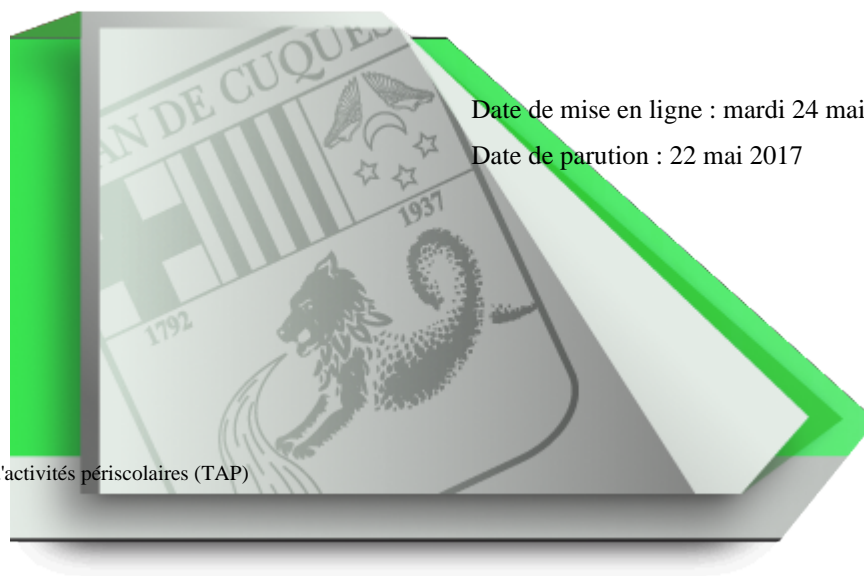 AN DE CUQUES
Date de mise en ligne : mardi 24 mai
Date de parution : 22 mai 2017
1937
1792
'activités périscolaires (TAP)